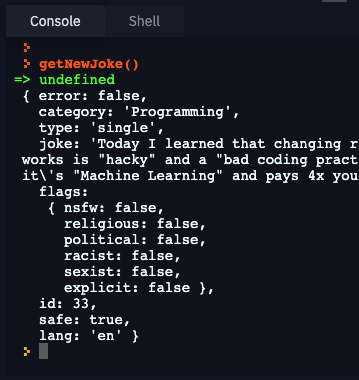 Console Shell
>
> getNewJoke()
=> undefined
{ error: false,
category: 'Programming',
type: 'single',
joke: 'Today I learned that changing r
works is "hacky" and a "bad coding pract
it\'s "Machine Learning" and pays 4x you
flags:
{ nsfw: false,
religious: false,
political: false,
racist: false,
sexist: false,
explicit: false },
id: 33,
safe: true,
lang: 'en' }
>